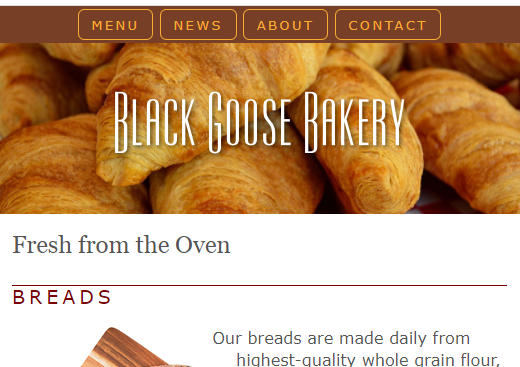 MENU NEWS ABOUT CONTACT
Black Goose Bakery
Fresh from the Oven
BREADS
Our breads are made daily from
highest-quality whole grain flour,